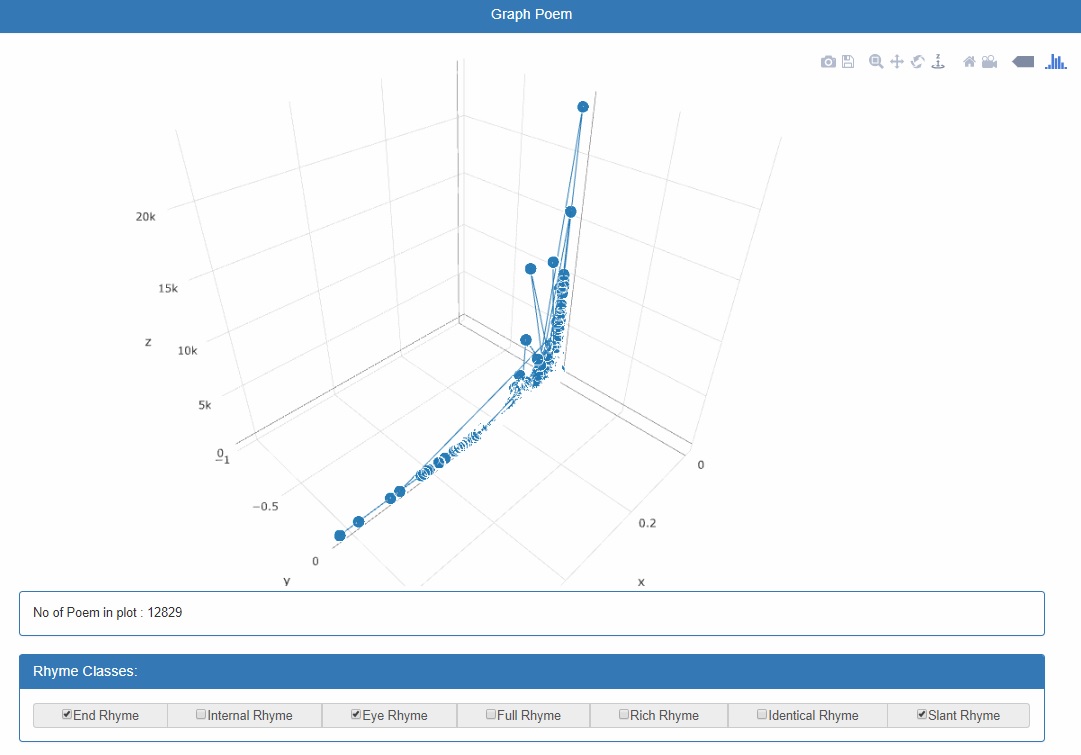 Graph Poem
20k
15k
z
10k
5k
0
−1
−0.5
0
y
0
0.2
x
No of Poem in plot : 12829
Rhyme Classes:
End Rhyme Internal Rhyme Eye Rhyme Full Rhyme Rich Rhyme Identical Rhyme Slant Rhyme